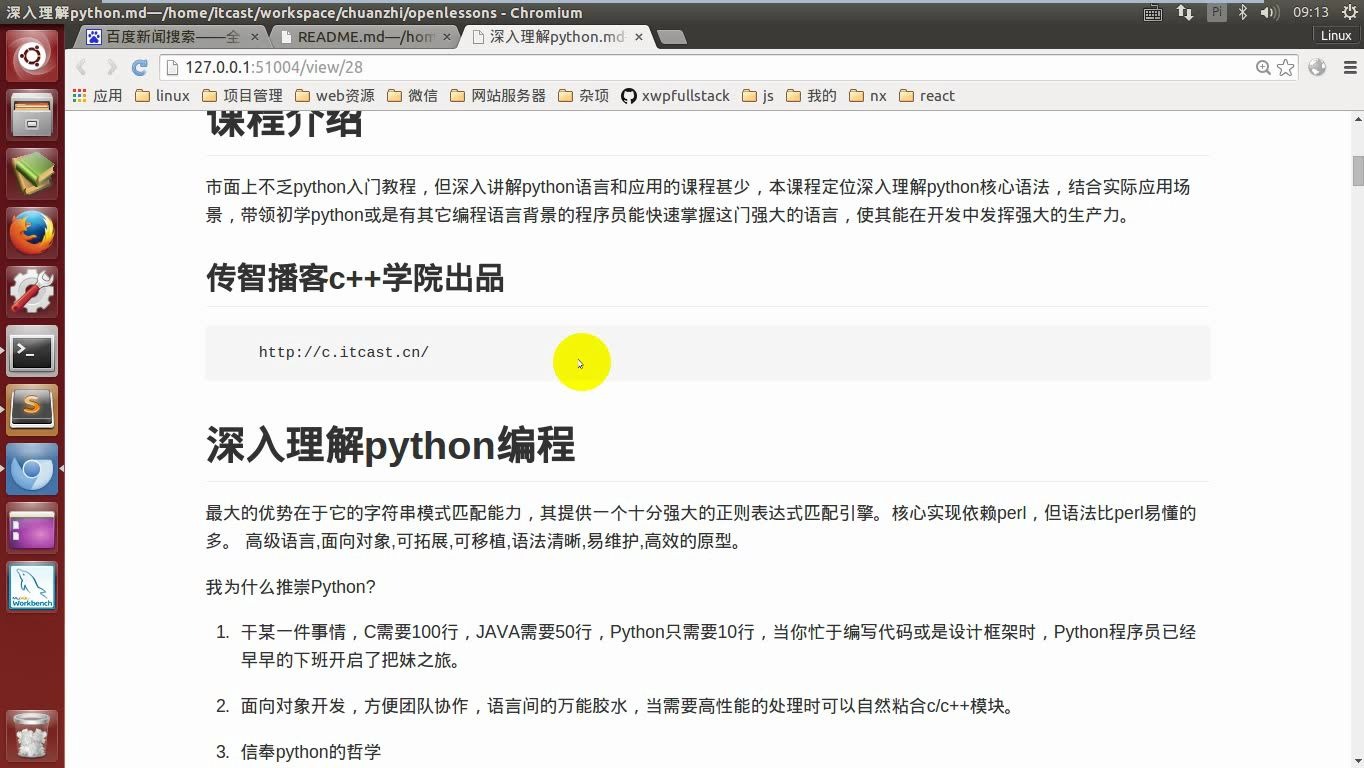 深入理解python.md—/home/itcast/workspace/chuanzhi/openlessons - Chromium
Pi
09:13
百度新闻搜索——全
README.md—/hom
深入理解python.md-
Linux
127.0.0.1:51004/view/28
应用
linux
项目管理
web资源
微信
网站服务器
杂项
xwpfullstack
js
我的
nx
react
课程介绍
市面上不乏python入门教程，但深入讲解python语言和应用的课程甚少，本课程定位深入理解python核心语法，结合实际应用场
景，带领初学python或是有其它编程语言背景的程序员能快速掌握这门强大的语言，使其能在开发中发挥强大的生产力。
传智播客c++学院出品
http://c.itcast.cn/
深入理解python编程
最大的优势在于它的字符串模式匹配能力，其提供一个十分强大的正则表达式匹配引擎。核心实现依赖perl，但语法比perl易懂的
多。 高级语言,面向对象,可拓展,可移植,语法清晰,易维护,高效的原型。
我为什么推崇Python?
1. 干某一件事情，C需要100行，JAVA需要50行，Python只需要10行，当你忙于编写代码或是设计框架时，Python程序员已经
早早的下班开启了把妹之旅。
2. 面向对象开发，方便团队协作，语言间的万能胶水，当需要高性能的处理时可以自然粘合c/c++模块。
3. 信奉python的哲学
S
Workbench